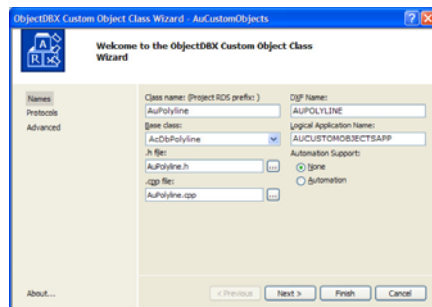 ObjectDBX Custom Object Class Wizard - AuCustomObjects
A
R X
Welcome to the ObjectDBX Custom Object Class
Wizard
Names
Protocols
Advanced
Class name: (Project RDS prefix: )
AuPolyline
Base class:
AcDbPolyline
.h file:
AuPolyline.h
...
.cpp file:
AuPolyline.cpp
...
DXF Name:
AUPOLYLINE
Logical Application Name:
AUCUSTOMOBJECTSAPP
Automation Support:
None
Automation
About...
< Previous
Next >
Finish
Cancel